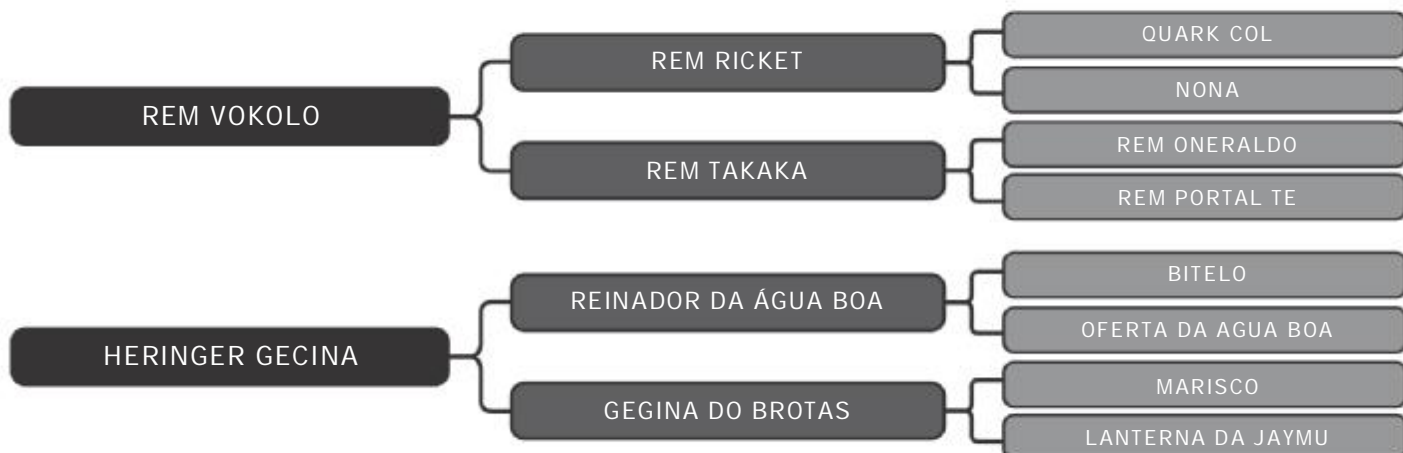 REM VOKOLO
REM RICKET
QUARK COL
NONA
REM TAKAKA
REM ONERALDO
REM PORTAL TE
HERINGER GECINA
REINADOR DA ÁGUA BOA
BITELO
OFERTA DA AGUA BOA
GEGINA DO BROTAS
MARISCO
LANTERNA DA JAYMU